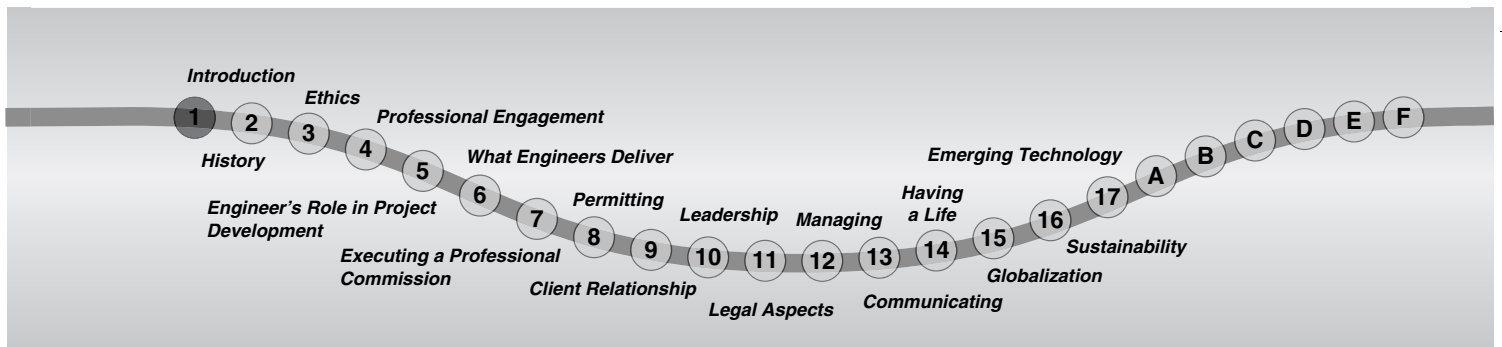 Introduction
1
2
History
Ethics
3
Professional Engagement
4
Engineer's Role in Project
Development
5
What Engineers Deliver
6
Executing a Professional
Commission
7
Permitting
8
Client Relationship
9
Leadership
10
Legal Aspects
11
Managing
12
Communicating
13
Having
a Life
14
Globalization
15
Sustainability
16
Emerging Technology
17
A
B
C
D
E
F